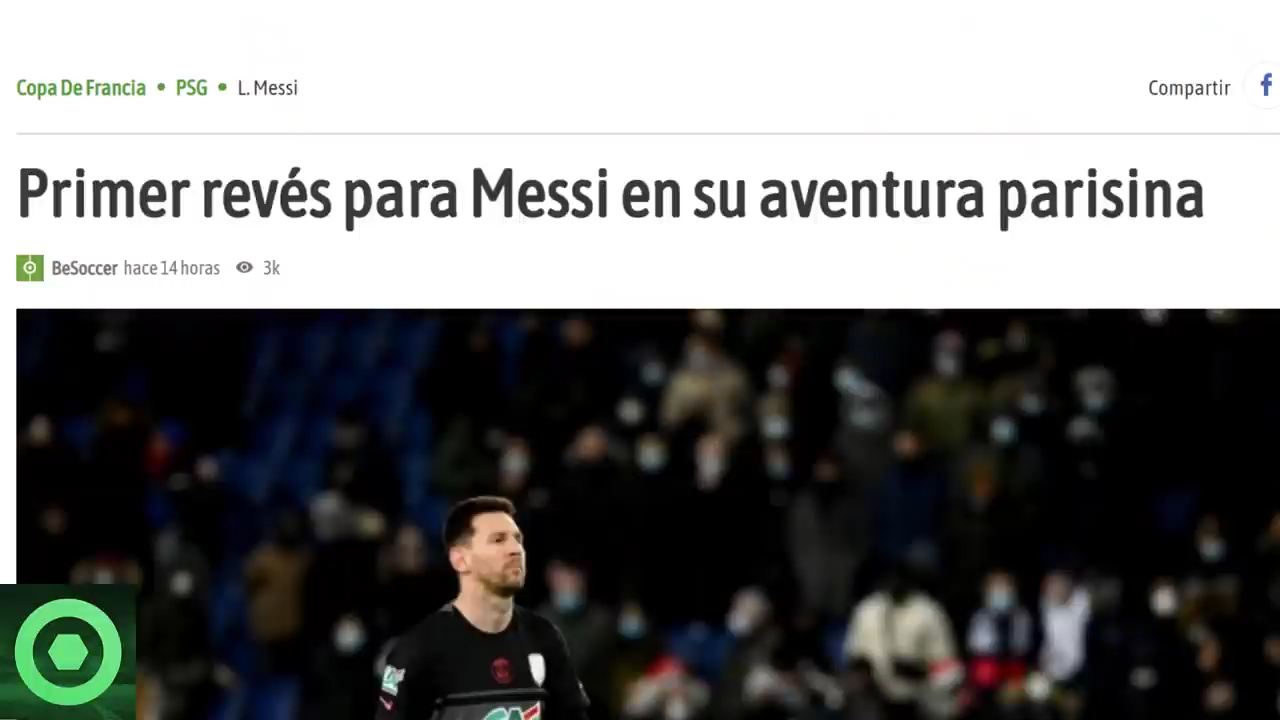 Copa De Francia • PSG • L. Messi
Compartir
Primer revés para Messi en su aventura parisina
BeSoccer hace 14 horas 3k